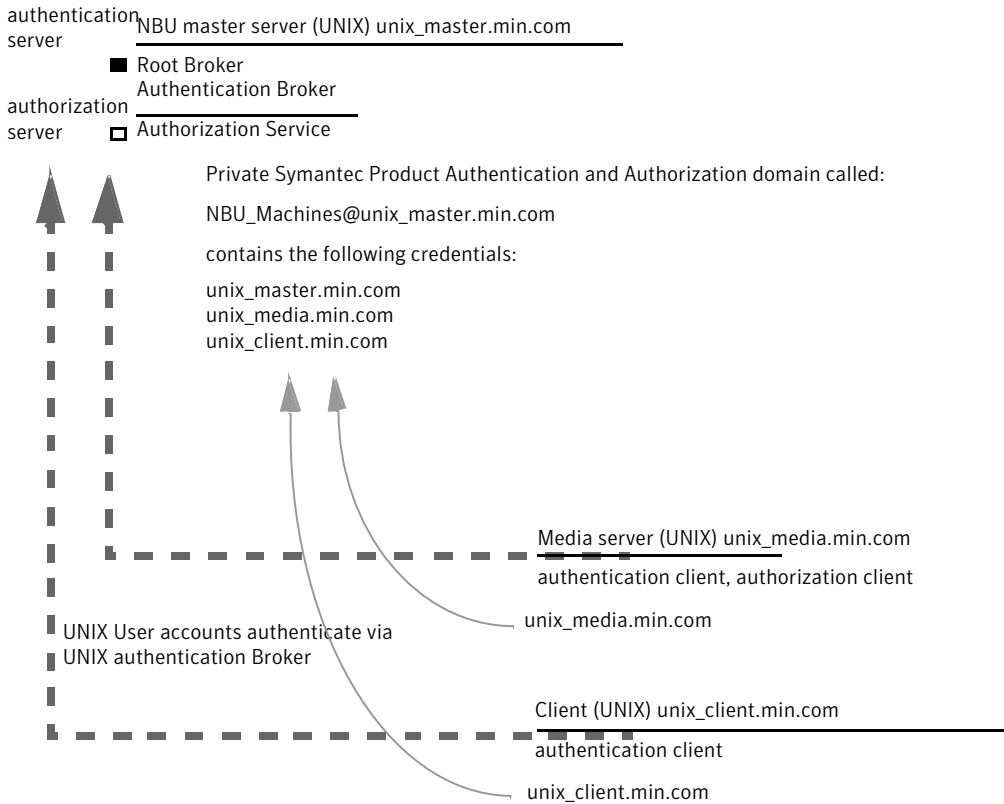 authentication
server
NBU master server (UNIX) unix_master.min.com
Root Broker
Authentication Broker
authorization
server
Authorization Service
Private Symantec Product Authentication and Authorization domain called:
NBU_Machines@unix_master.min.com
contains the following credentials:
unix_master.min.com
unix_media.min.com
unix_client.min.com
Media server (UNIX) unix_media.min.com
authentication client, authorization client
unix_media.min.com
UNIX User accounts authenticate via
UNIX authentication Broker
Client (UNIX) unix_client.min.com
authentication client
unix_client.min.com